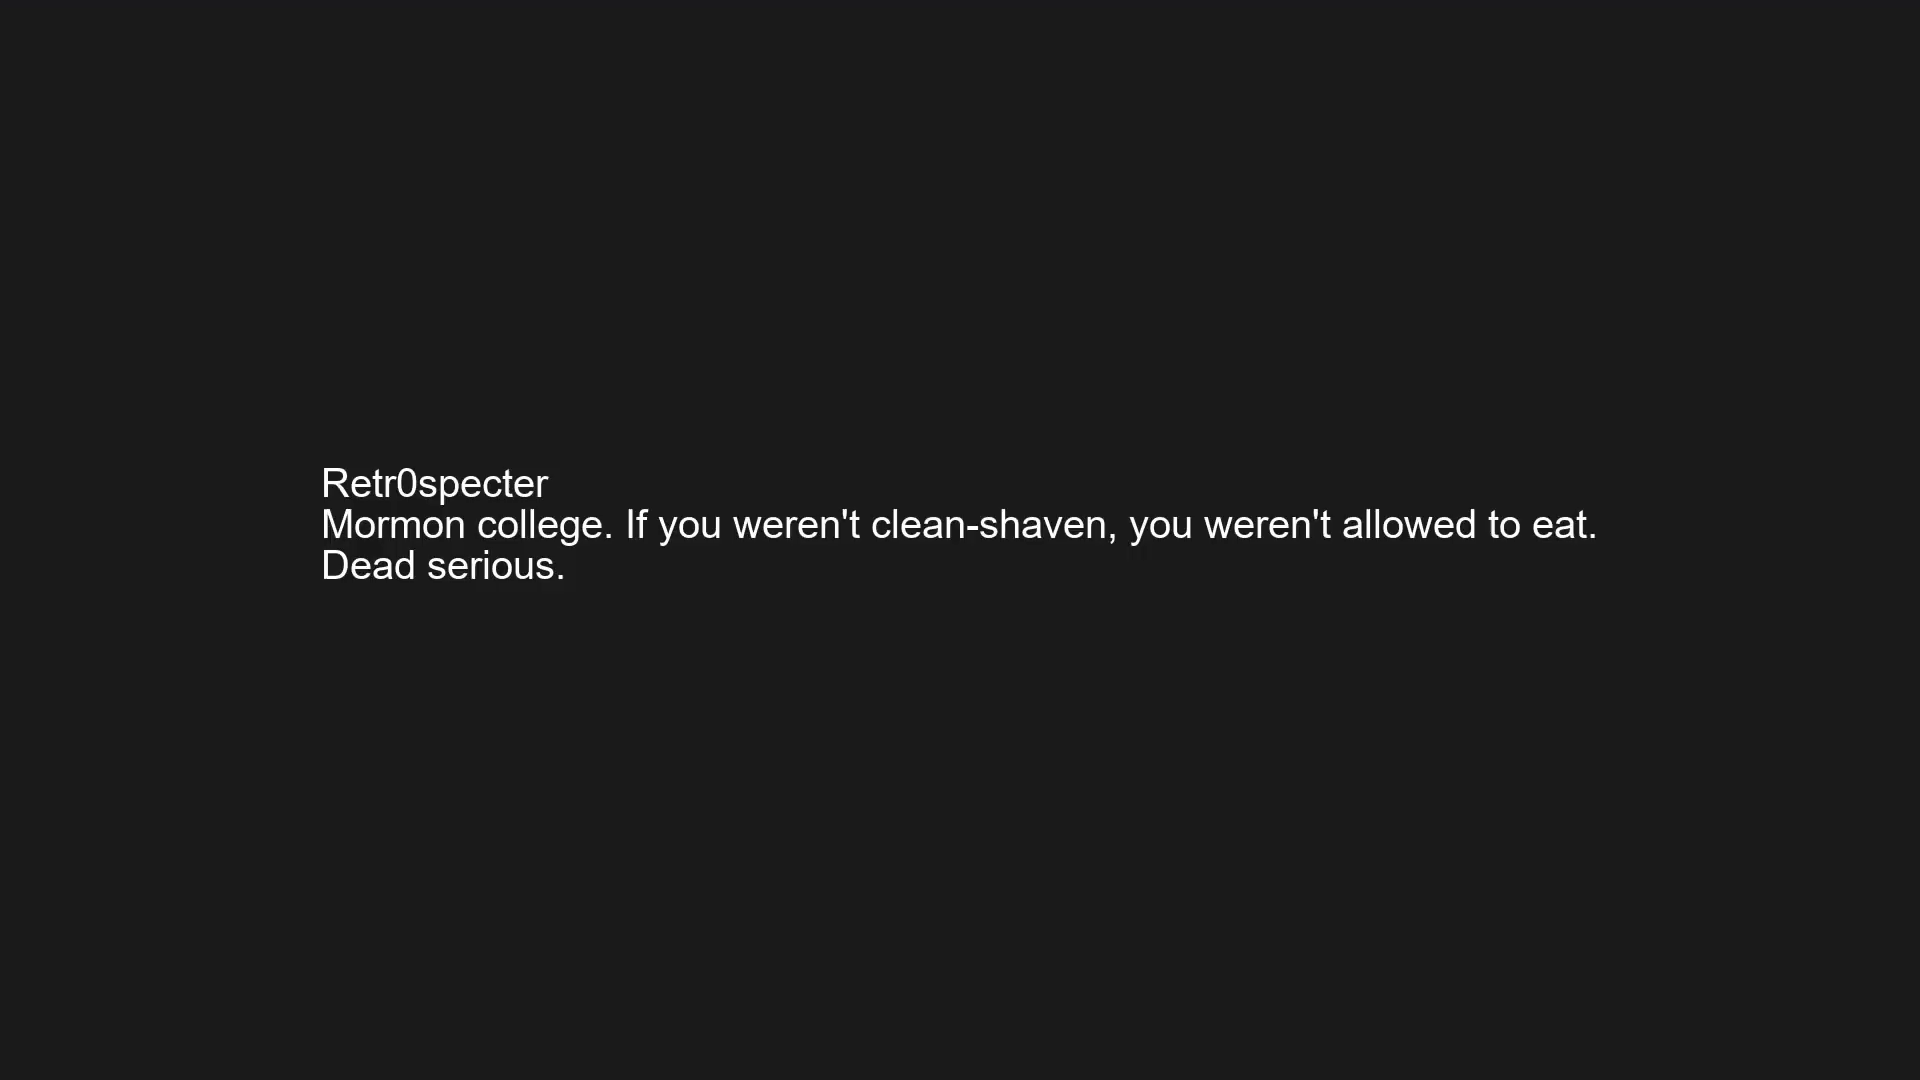 Retr0specter
Mormon college. If you weren't clean-shaven, you weren't allowed to eat.
Dead serious.